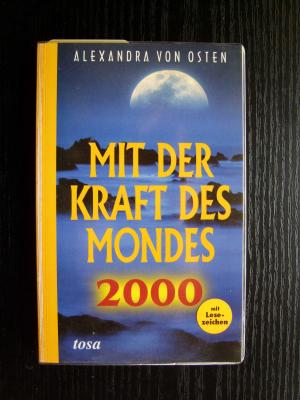 ALEXANDRA VON OSTEN
MIT DER
KRAFT DES
MONDES
2000
mit
Lese-
zeichen
tosa